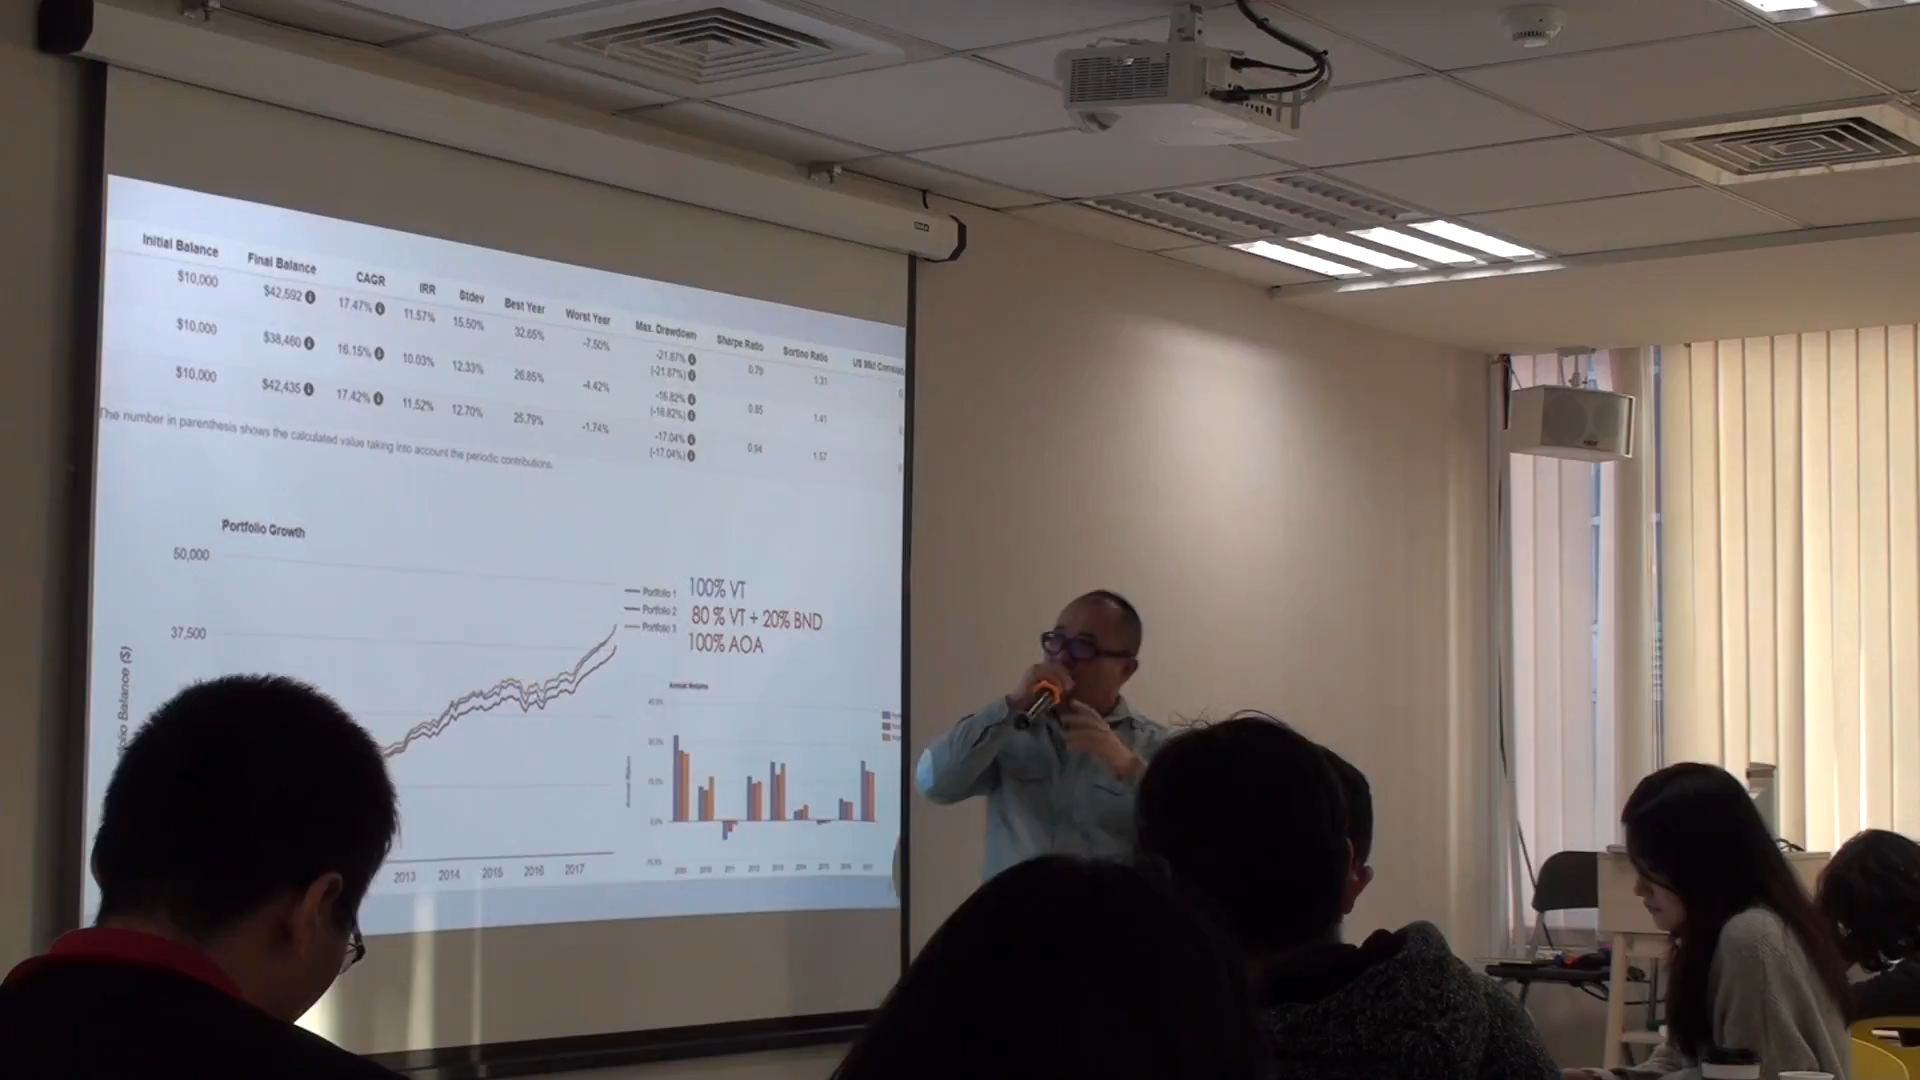 Initial Balance Final Balance CAGR IRR Stdev Best Year Worst Year Max. Drawdown Sharpe Ratio Sortino Ratio US Mkt
$10,000 $42,592 17.47% 11.57% 15.50% 32.65% -7.50% -21.87% (-21.87%) 0.79 1.31
$10,000 $38,460 16.15% 10.03% 12.33% 26.85% -4.42% -16.82% (-16.82%) 0.85 1.41
$10,000 $42,435 17.42% 11.52% 12.70% 25.79% -1.74% -17.04% (-17.04%) 0.94 1.57
The number in parenthesis shows the calculated value taking into account the periodic contributions.
Portfolio Growth
50,000
37,500
folio Balance ($)
Portfolio 1 100% VT
Portfolio 2 80 % VT + 20% BND
Portfolio 3 100% AOA
2013 2014 2015 2016 2017
Annual Returns